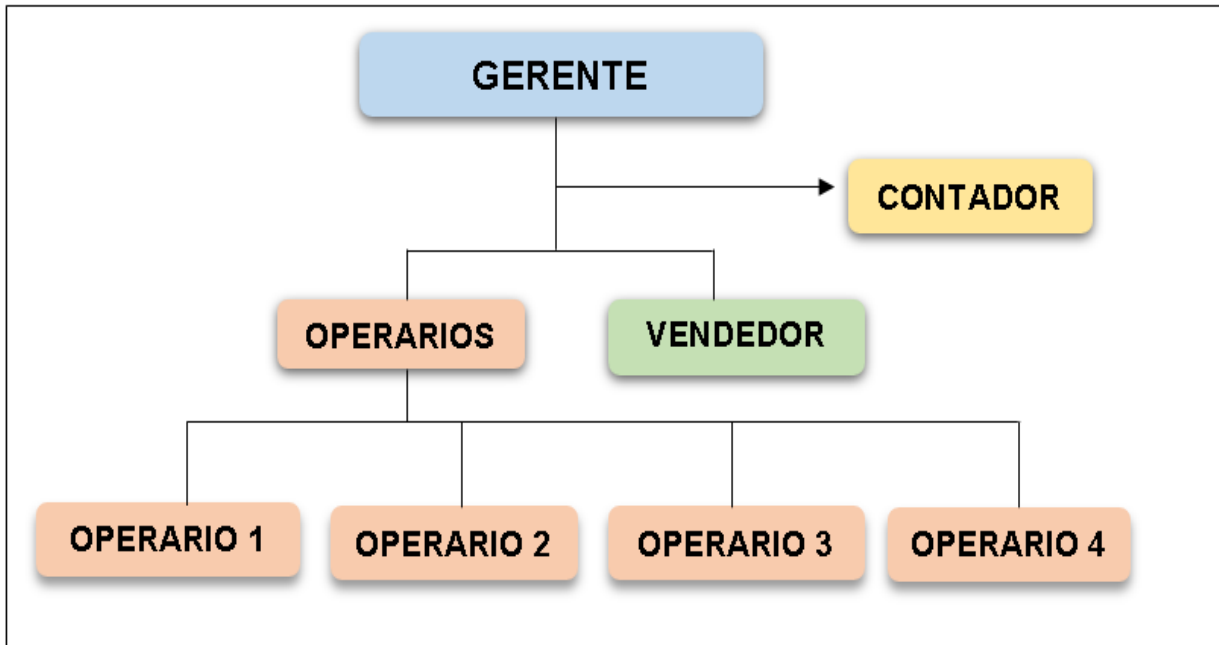 GERENTE
CONTADOR
OPERARIOS
VENDEDOR
OPERARIO 1
OPERARIO 2
OPERARIO 3
OPERARIO 4